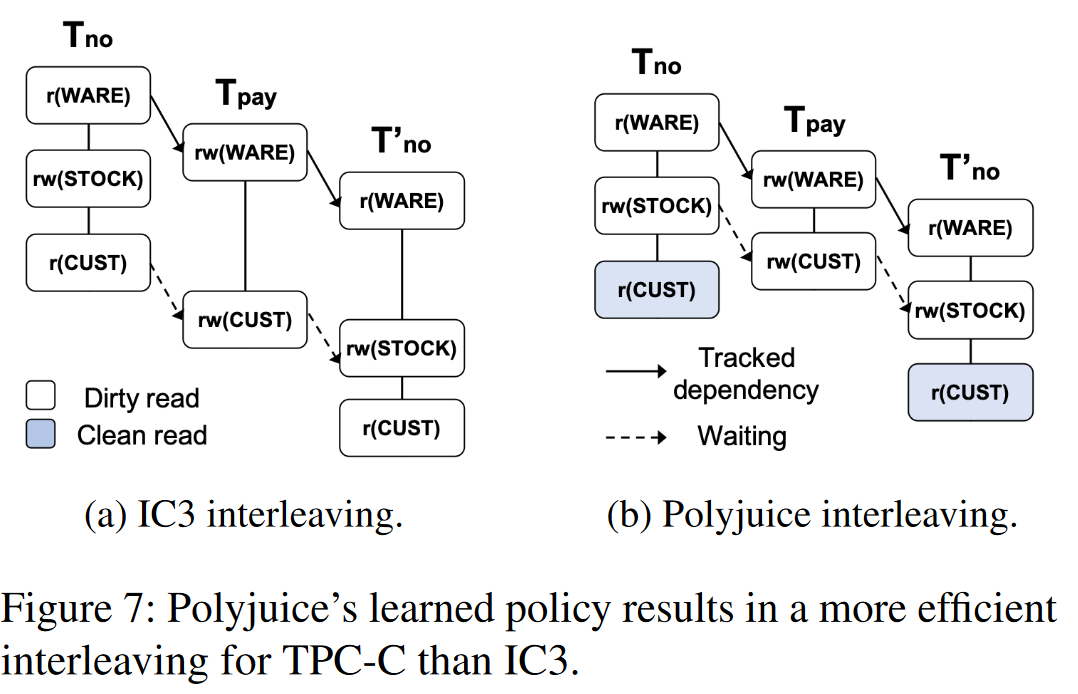 Tno
r(WARE)
rw(STOCK)
r(CUST)
Tpay
rw(WARE)
rw(CUST)
T’no
r(WARE)
rw(STOCK)
r(CUST)
Dirty read
Clean read
(a) IC3 interleaving.
Tno
r(WARE)
rw(STOCK)
r(CUST)
Tpay
rw(WARE)
rw(CUST)
T’no
r(WARE)
rw(STOCK)
r(CUST)
Tracked
dependency
Waiting
(b) Polyjuice interleaving.
Figure 7: Polyjuice’s learned policy results in a more efficient
interleaving for TPC-C than IC3.